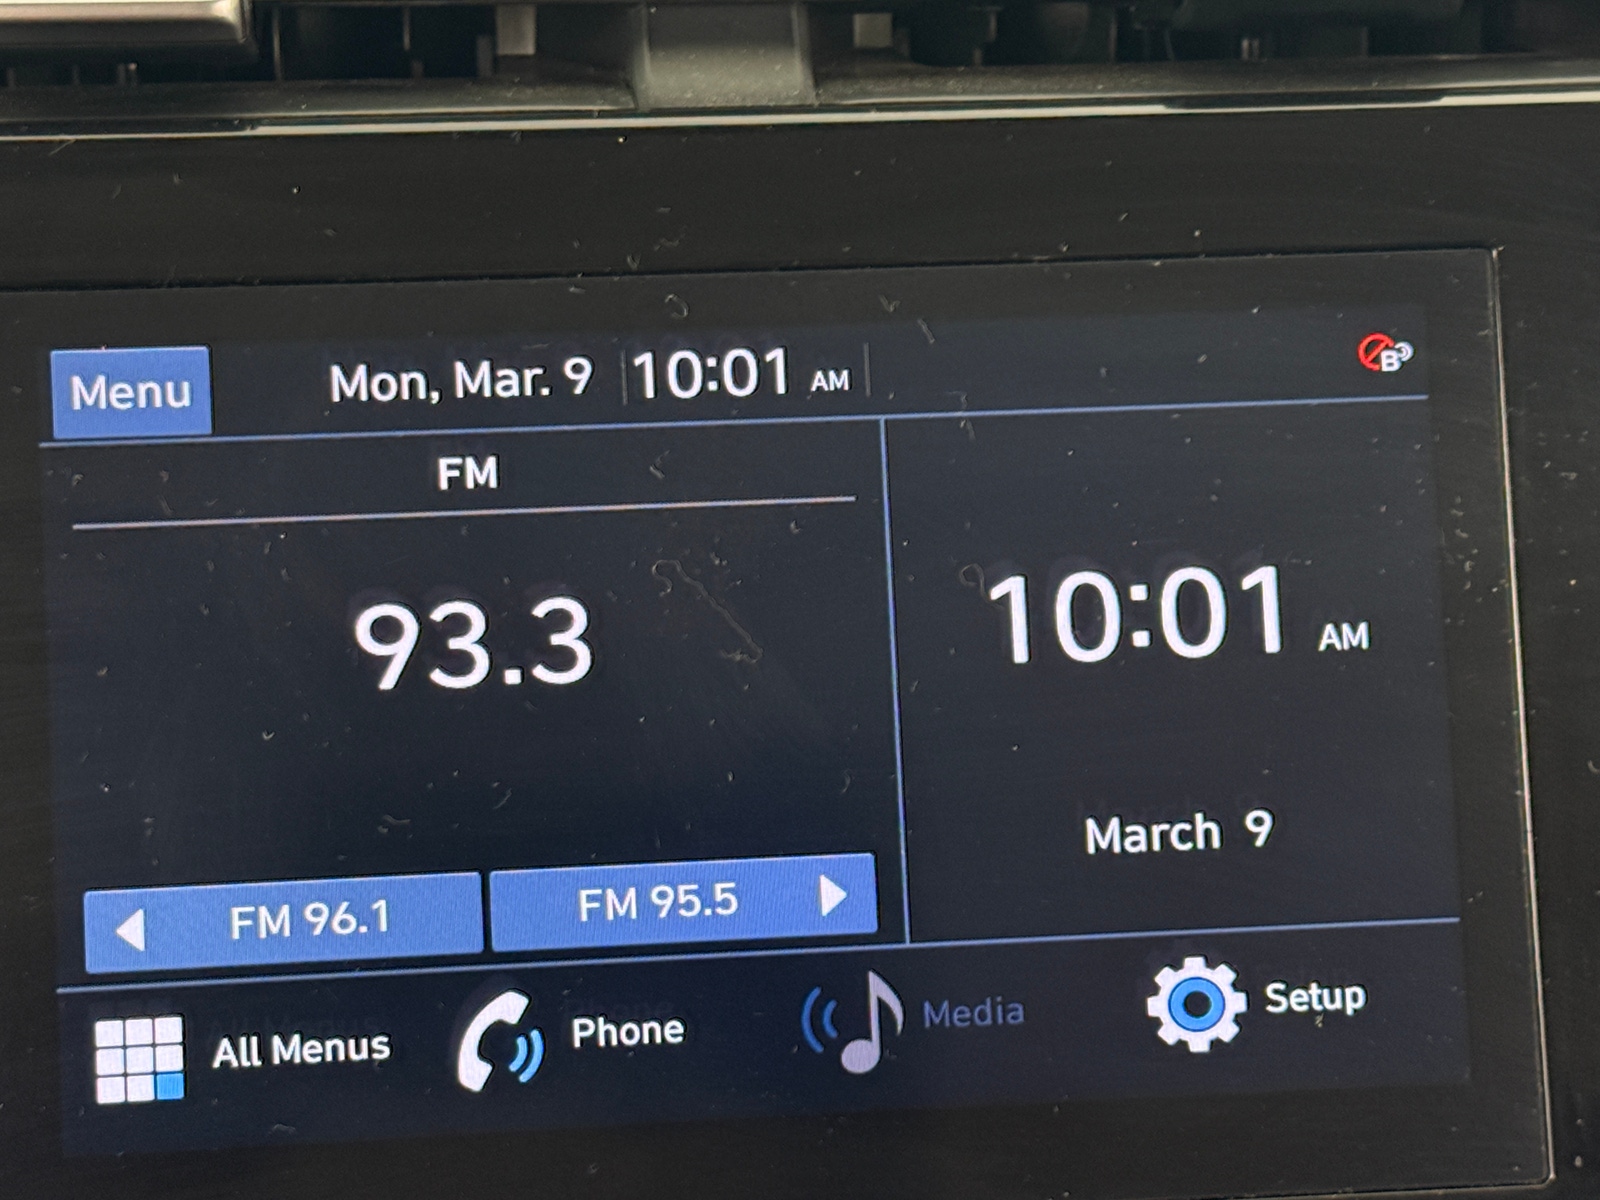 Menu
Mon, Mar. 9 10:01 AM
B
FM
93.3
FM 96.1
FM 95.5
10:01 AM
March 9
All Menus
Phone
Media
Setup